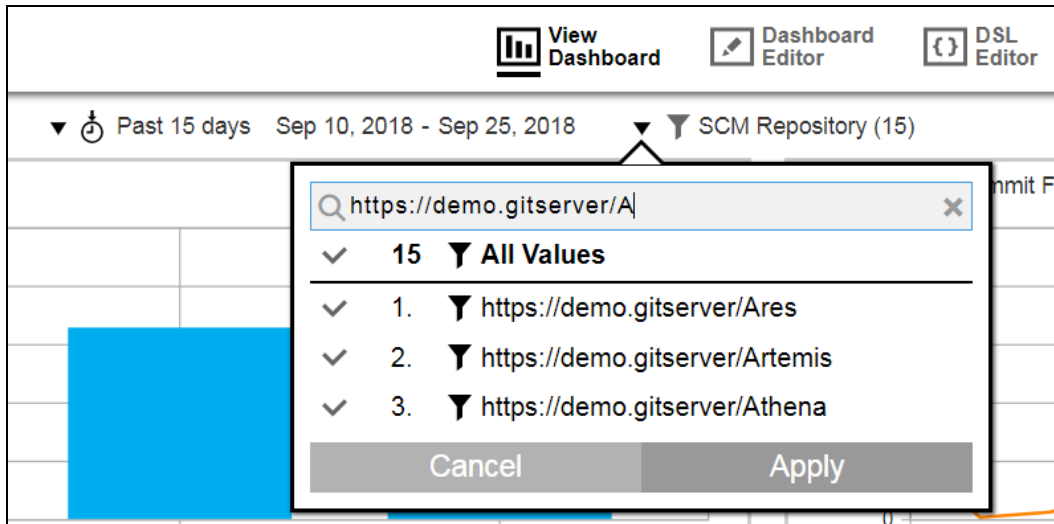 View
Dashboard
Dashboard
Editor
{ } DSL
Editor
Past 15 days Sep 10, 2018 - Sep 25, 2018 SCM Repository (15)
mmit F
https://demo.gitserver/A
15 All Values
1. https://demo.gitserver/Ares
2. https://demo.gitserver/Artemis
3. https://demo.gitserver/Athena
Cancel Apply
0